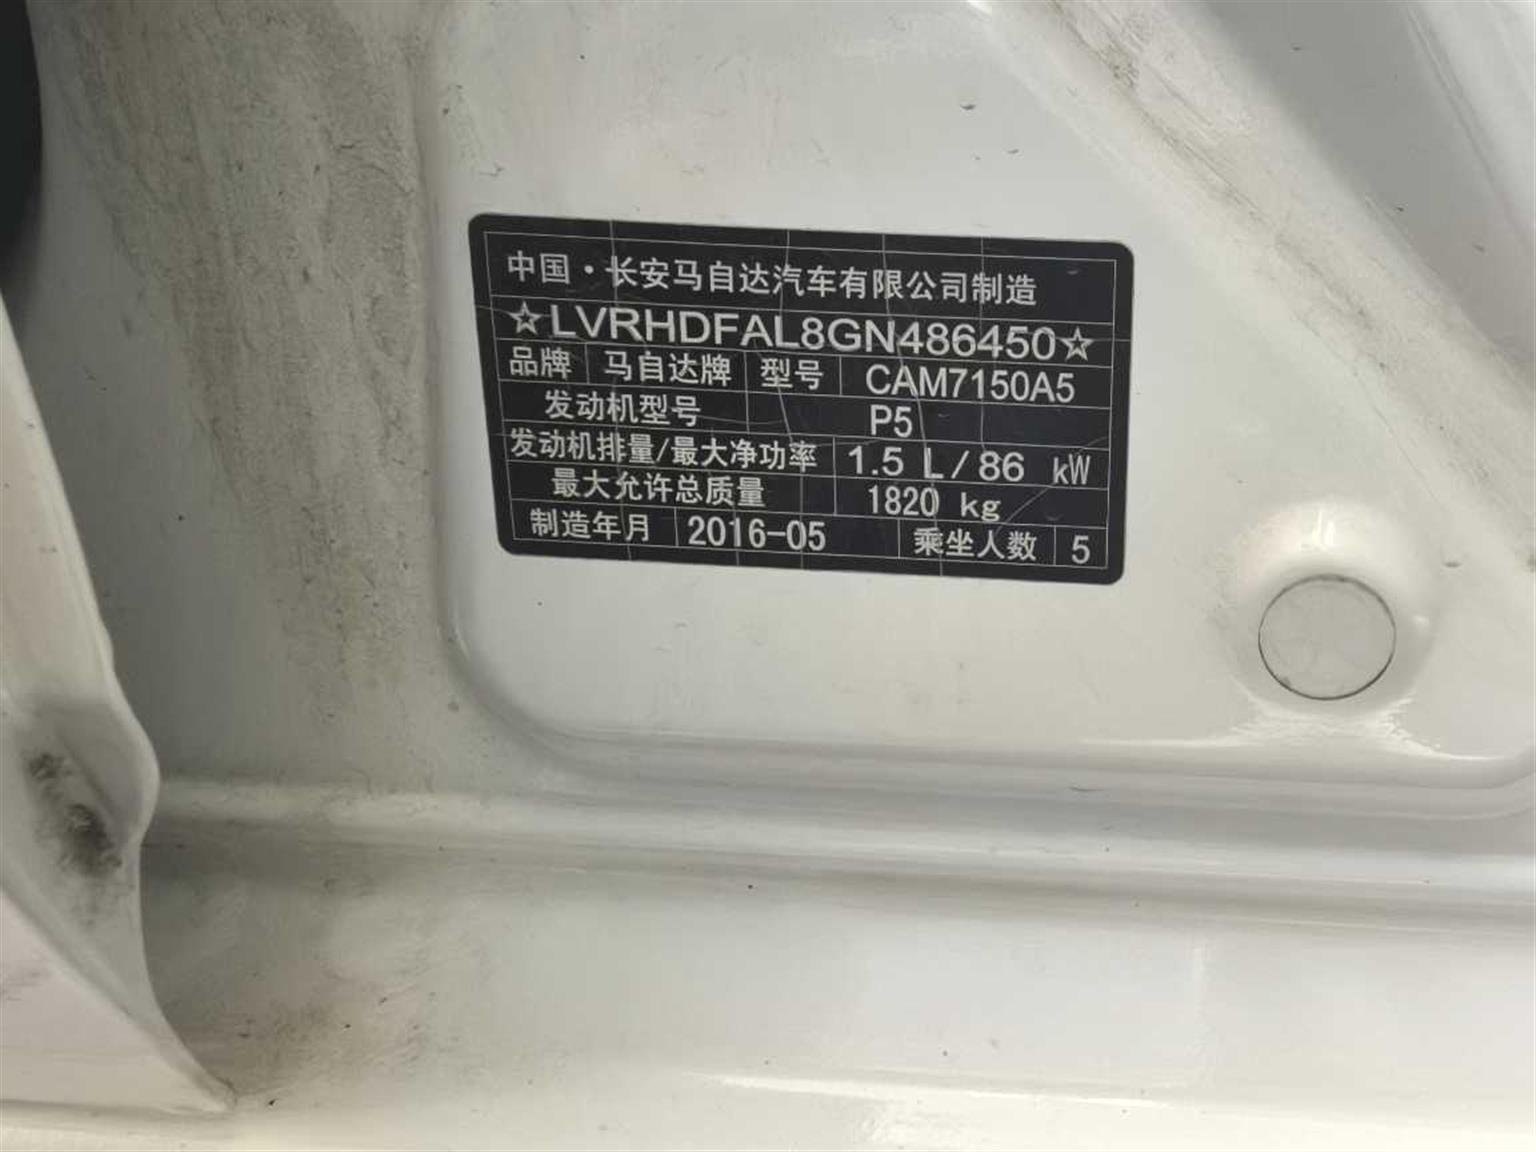 中国·长安马自达汽车有限公司制造
☆LVRHDFAL8GN486450☆
品牌 马自达牌 型号 CAM7150A5
发动机型号 P5
发动机排量/最大净功率 1.5 L/86 kW
最大允许总质量 1820 kg
制造年月 2016-05 乘坐人数 5